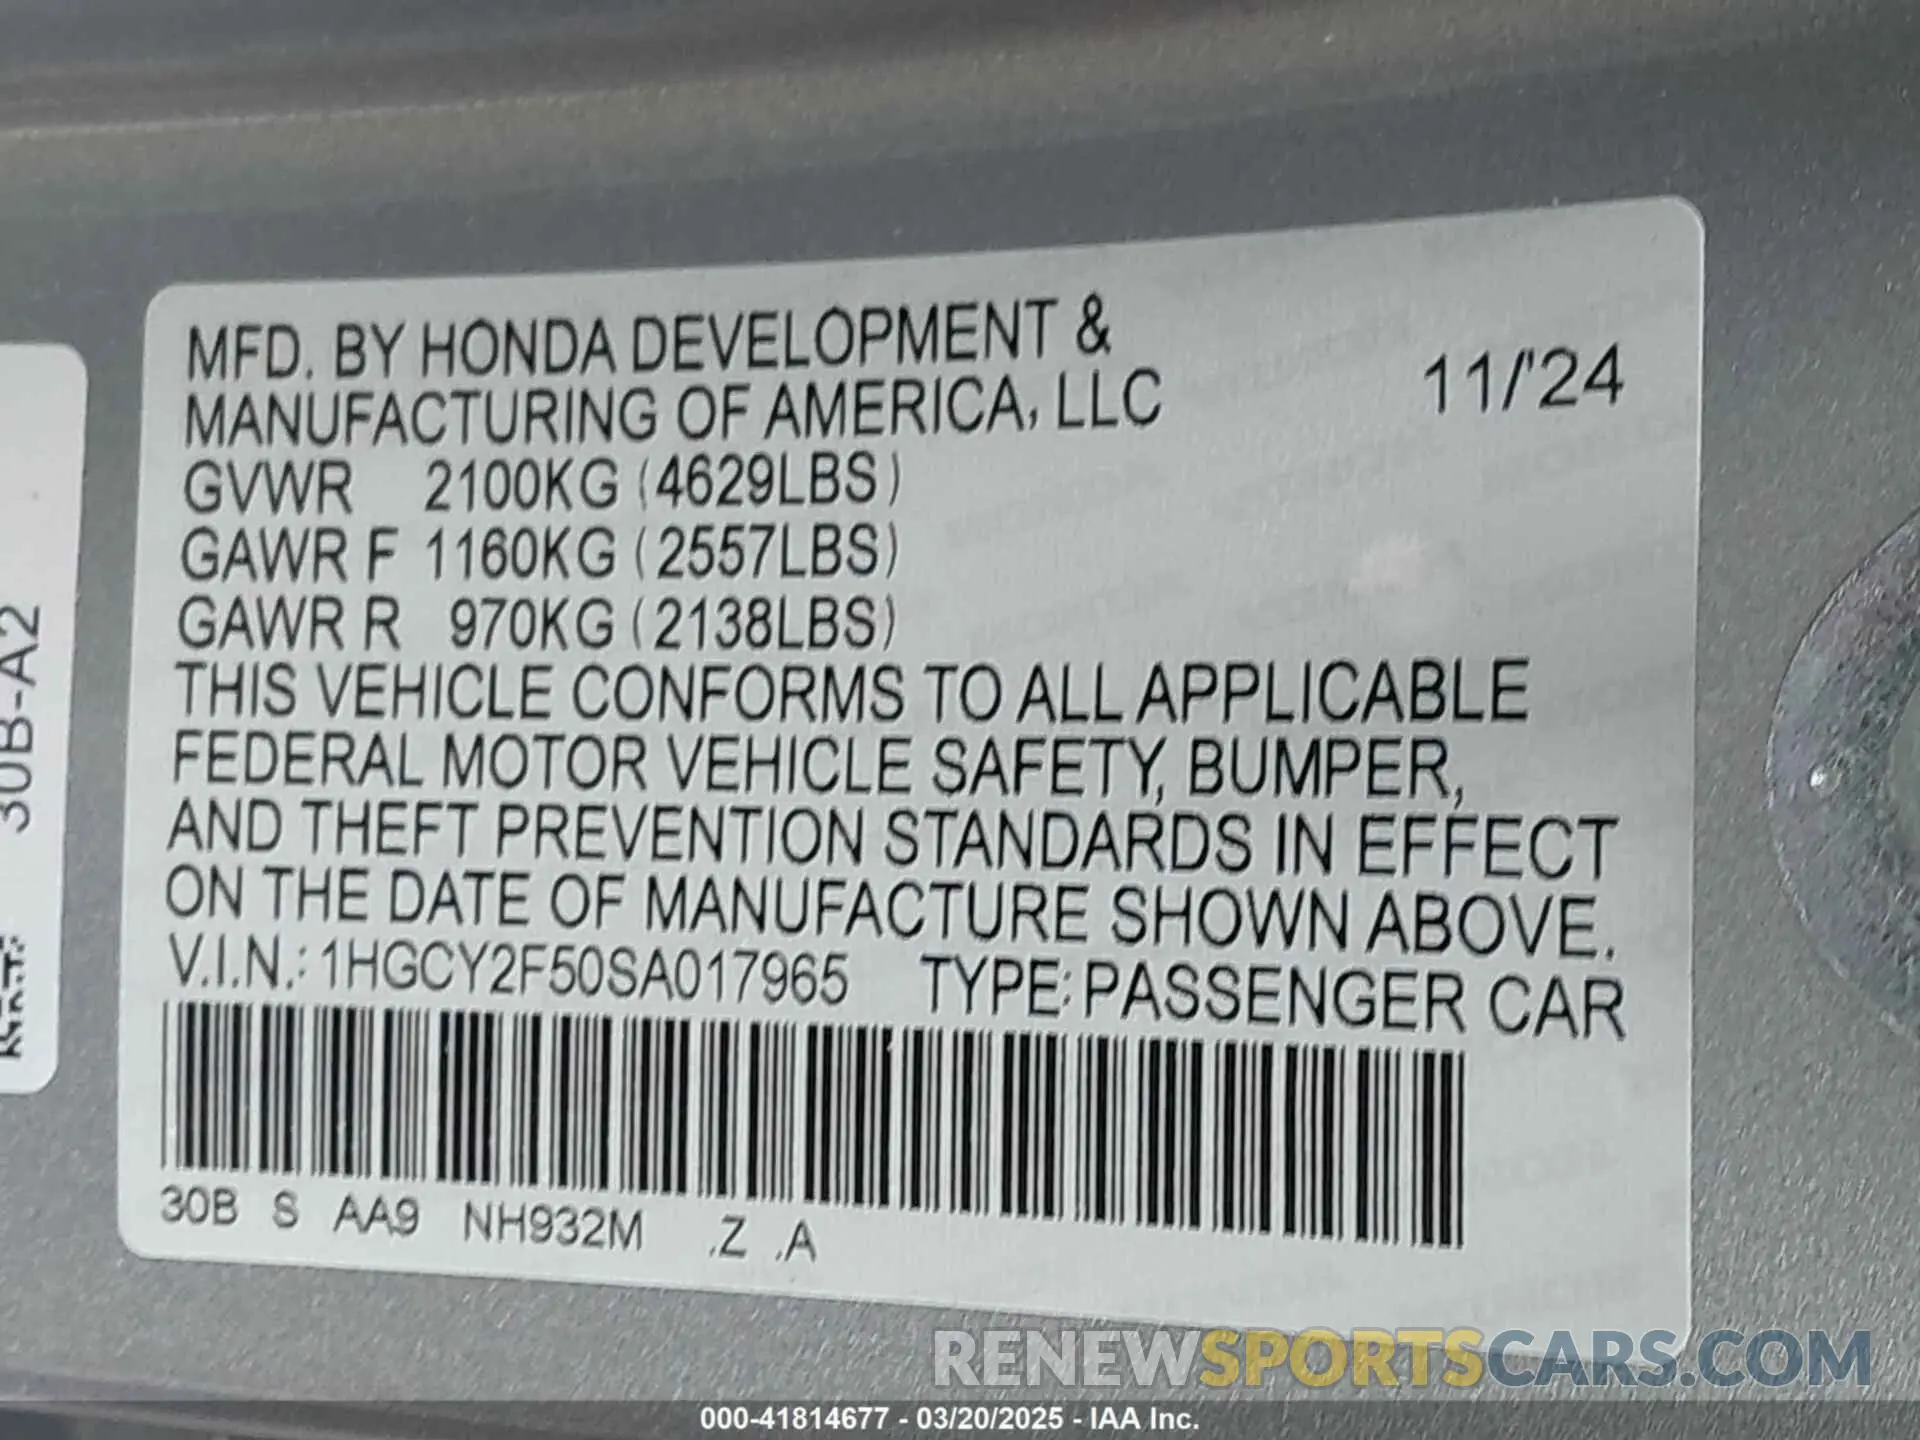 MFD. BY HONDA DEVELOPMENT &
MANUFACTURING OF AMERICA, LLC
11/'24
GVWR 2100KG (4629LBS)
GAWR F 1160KG (2557LBS)
GAWR R 970KG (2138LBS)
THIS VEHICLE CONFORMS TO ALL APPLICABLE
FEDERAL MOTOR VEHICLE SAFETY, BUMPER,
AND THEFT PREVENTION STANDARDS IN EFFECT
ON THE DATE OF MANUFACTURE SHOWN ABOVE.
V.I.N.: 1HGCY2F50SA017965 TYPE: PASSENGER CAR
30B S AA9 NH932M .Z .A
30B-A2
RENEWSPORTSCARS.COM
000-41814677 - 03/20/2025 - IAA Inc.